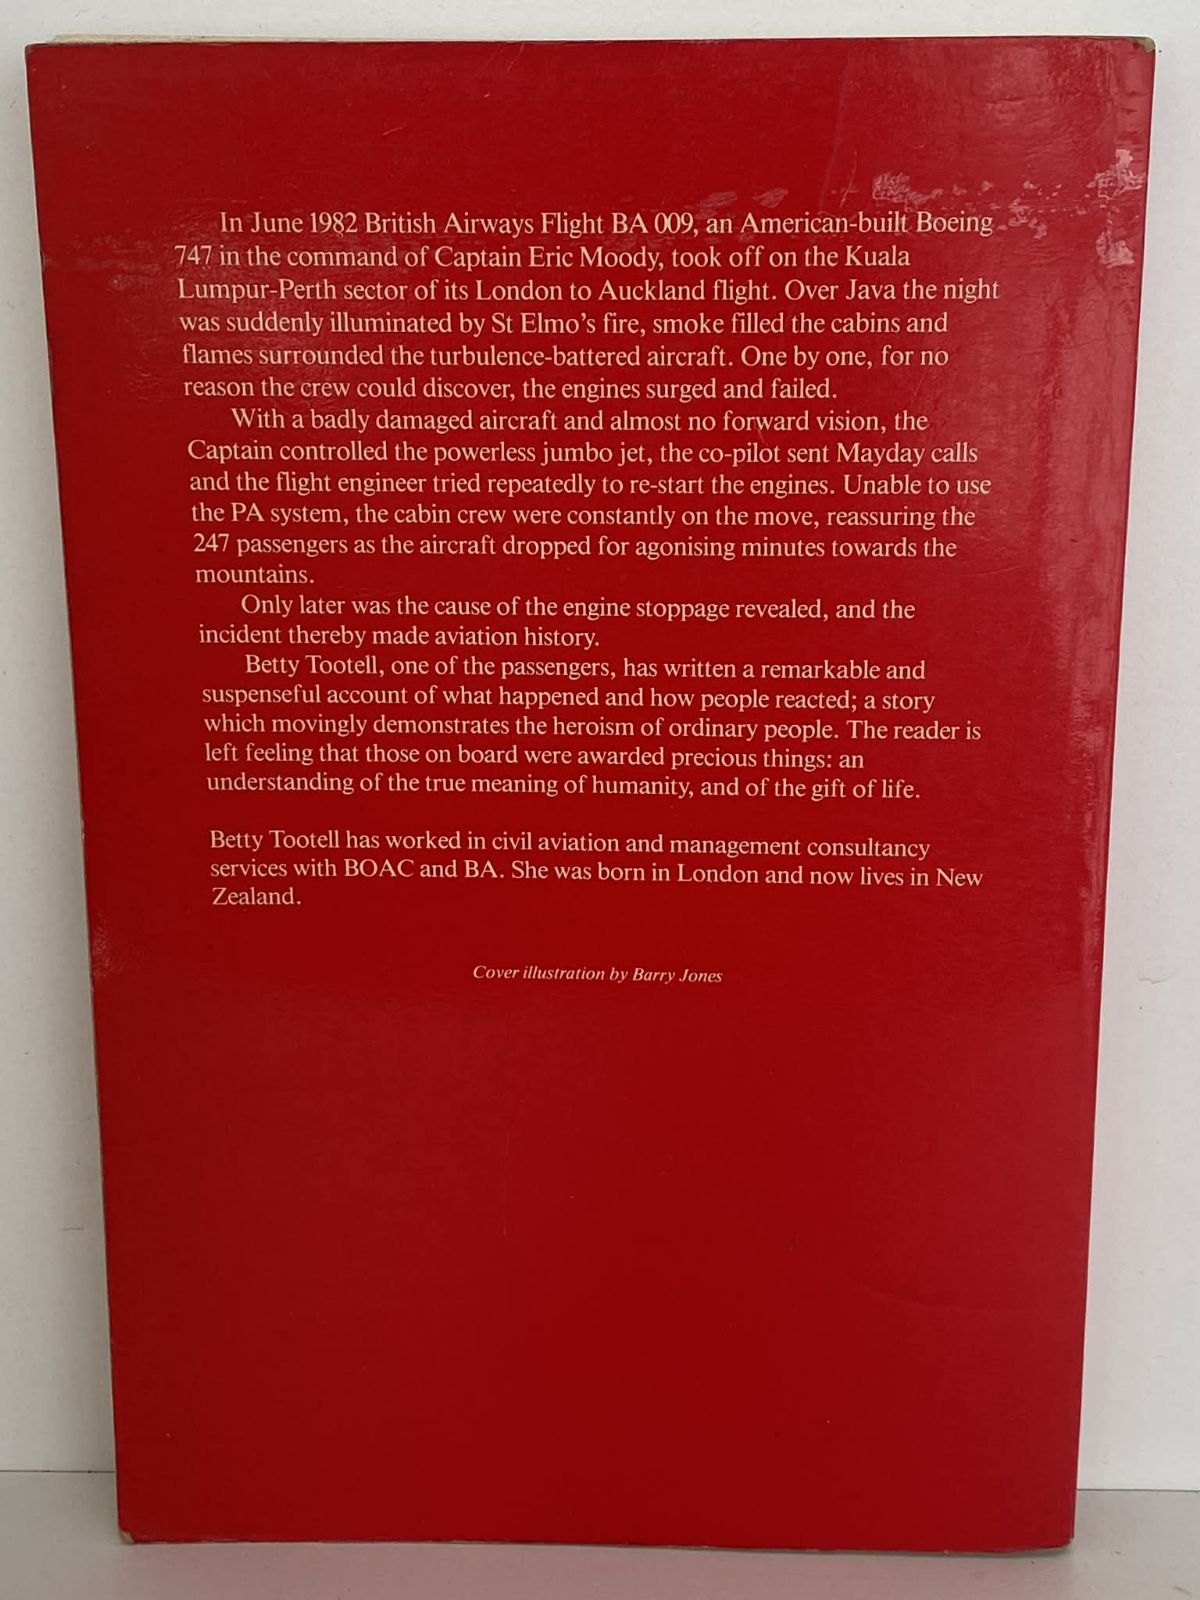 In June 1982 British Airways Flight BA 009, an American-built Boeing
747 in the command of Captain Eric Moody, took off on the Kuala
Lumpur-Perth sector of its London to Auckland flight. Over Java the night
was suddenly illuminated by St Elmo's fire, smoke filled the cabins and
flames surrounded the turbulence-battered aircraft. One by one, for no
reason the crew could discover, the engines surged and failed.
With a badly damaged aircraft and almost no forward vision, the
Captain controlled the powerless jumbo jet, the co-pilot sent Mayday calls
and the flight engineer tried repeatedly to re-start the engines. Unable to use
the PA system, the cabin crew were constantly on the move, reassuring the
247 passengers as the aircraft dropped for agonising minutes towards the
mountains.
Only later was the cause of the engine stoppage revealed, and the
incident thereby made aviation history.
Betty Tootell, one of the passengers, has written a remarkable and
suspenseful account of what happened and how people reacted; a story
which movingly demonstrates the heroism of ordinary people. The reader is
left feeling that those on board were awarded precious things: an
understanding of the true meaning of humanity, and of the gift of life.
Betty Tootell has worked in civil aviation and management consultancy
services with BOAC and BA. She was born in London and now lives in New
Zealand.
Cover illustration by Barry Jones